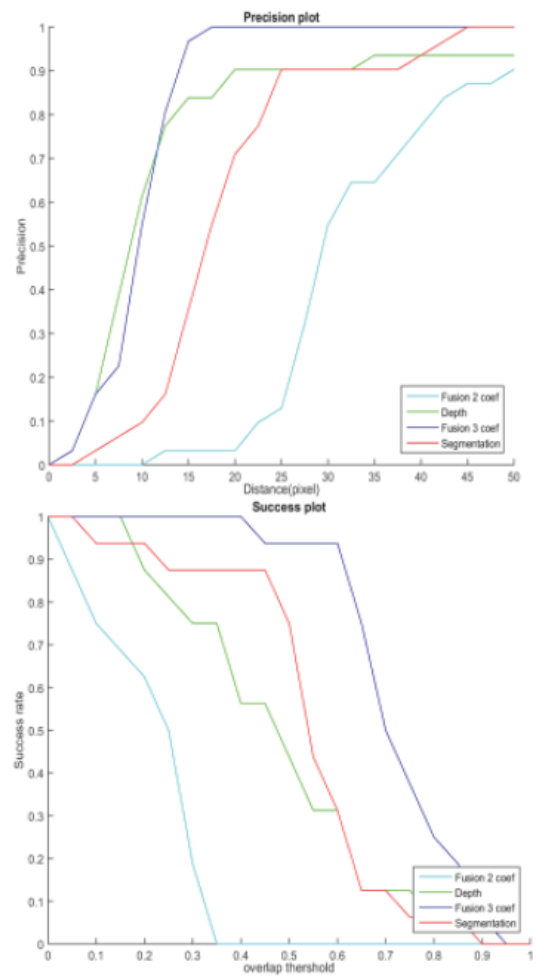 Precision plot
1
0.9
0.8
0.7
0.6
0.5
0.4
0.3
0.2
0.1
0
Précision
0 5 10 15 20 25 30 35 40 45 50
Distance(pixel)
Fusion 2 coef
Depth
Fusion 3 coef
Segmentation
Success plot
1
0.9
0.8
0.7
0.6
0.5
0.4
0.3
0.2
0.1
0
Success rate
0 0.1 0.2 0.3 0.4 0.5 0.6 0.7 0.8 0.9 1
overlap thershold
Fusion 2 coef
Depth
Fusion 3 coef
Segmentation